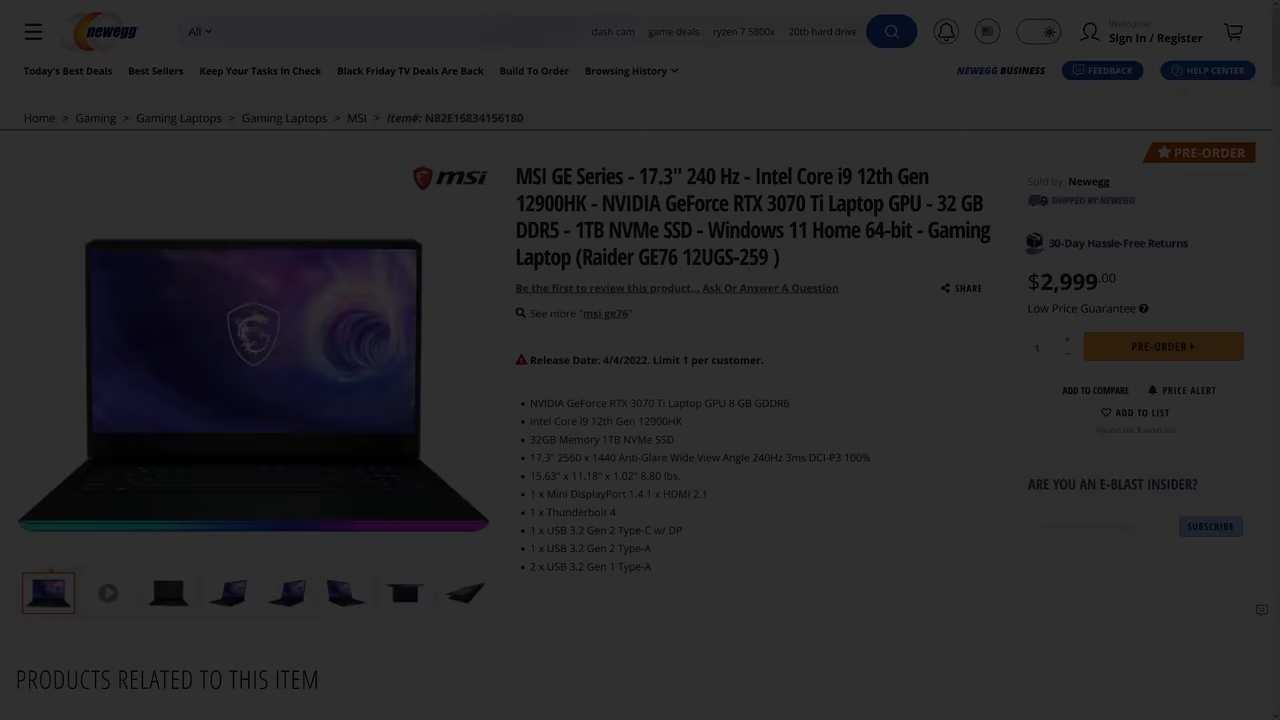 newegg
All
dash cam
game deals
ryzen 7 5800x
20tb hard drive
Welcome
Sign In / Register
Today's Best Deals
Best Sellers
Keep Your Tasks In Check
Black Friday TV Deals Are Back
Build To Order
Browsing History
NEWEGG BUSINESS
FEEDBACK
HELP CENTER
Home > Gaming > Gaming Laptops > Gaming Laptops > MSI > Item#: N82E16834156180
PRE-ORDER
msi
MSI GE Series - 17.3" 240 Hz - Intel Core i9 12th Gen
12900HK - NVIDIA GeForce RTX 3070 Ti Laptop GPU - 32 GB
DDR5 - 1TB NVMe SSD - Windows 11 Home 64-bit - Gaming
Laptop (Raider GE76 12UGS-259 )
Be the first to review this product... Ask Or Answer A Question
SHARE
See more "msi ge76"
Release Date: 4/4/2022. Limit 1 per customer.
NVIDIA GeForce RTX 3070 Ti Laptop GPU 8 GB GDDR6
Intel Core i9 12th Gen 12900HK
32GB Memory 1TB NVMe SSD
17.3" 2560 x 1440 Anti-Glare Wide View Angle 240Hz 3ms DCI-P3 100%
15.63" x 11.18" x 1.02" 8.80 lbs.
1 x Mini DisplayPort 1.4 1 x HDMI 2.1
1 x Thunderbolt 4
1 x USB 3.2 Gen 2 Type-C w/ DP
1 x USB 3.2 Gen 2 Type-A
2 x USB 3.2 Gen 1 Type-A
Sold by: Newegg
SHIPPED BY NEWEGG
30-Day Hassle-Free Returns
$2,999.00
Low Price Guarantee
1
PRE-ORDER
ADD TO COMPARE
PRICE ALERT
ADD TO LIST
Found on 1 wish list
ARE YOU AN E-BLAST INSIDER?
SUBSCRIBE
PRODUCTS RELATED TO THIS ITEM